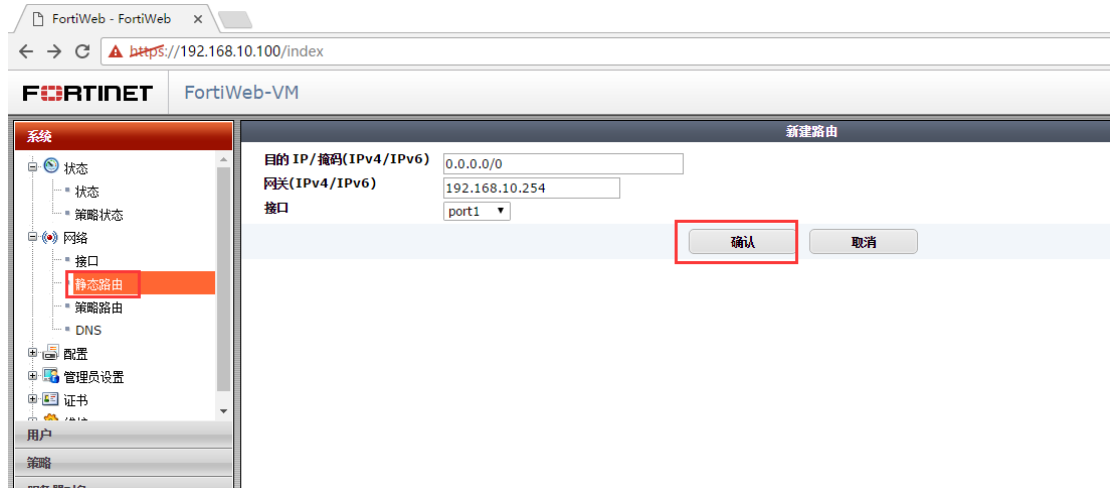 FortiWeb - FortiWeb
https://192.168.10.100/index
FORTINET FortiWeb-VM
系统
状态
状态
策略状态
网络
接口
静态路由
策略路由
DNS
配置
管理员设置
证书
用户
策略
新建路由
目的 IP/掩码(IPv4/IPv6) 0.0.0.0/0
网关(IPv4/IPv6) 192.168.10.254
接口 port1
确认 取消